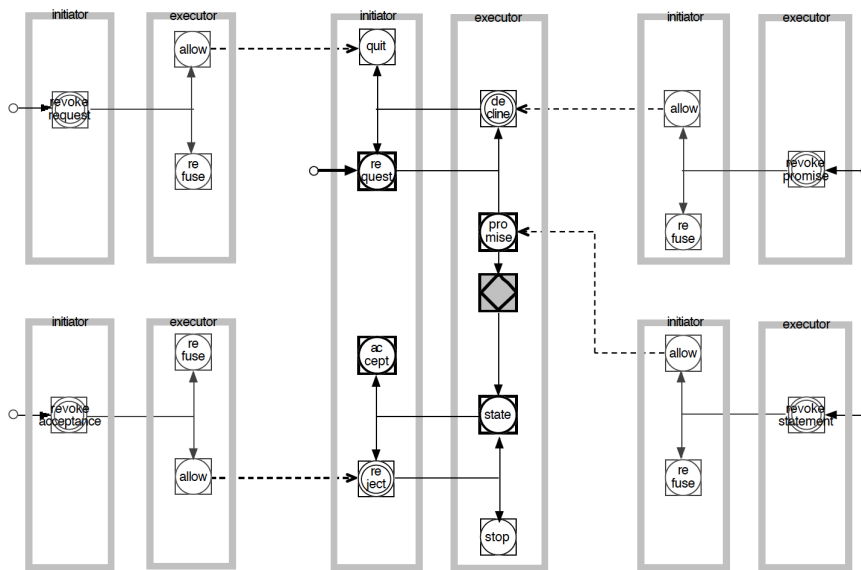 initiator
executor
initiator
executor
initiator
executor
allow
quit
revoke
request
de
cline
allow
re
fuse
re
quest
revoke
promise
pro
mise
re
fuse
initiator
executor
initiator
executor
re
fuse
ac
cept
allow
revoke
acceptance
state
revoke
statement
allow
re
ject
re
fuse
stop